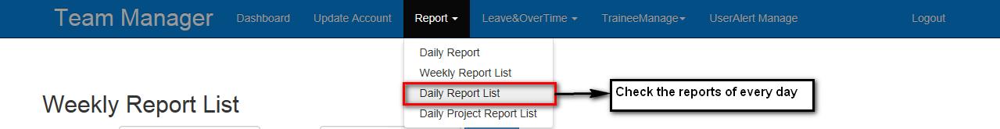 Team Manager Dashboard Update Account Report Leave&OverTime TraineeManage UserAlert Manage Logout
Daily Report
Weekly Report List
Daily Report List
Check the reports of every day
Weekly Report List
Daily Project Report List